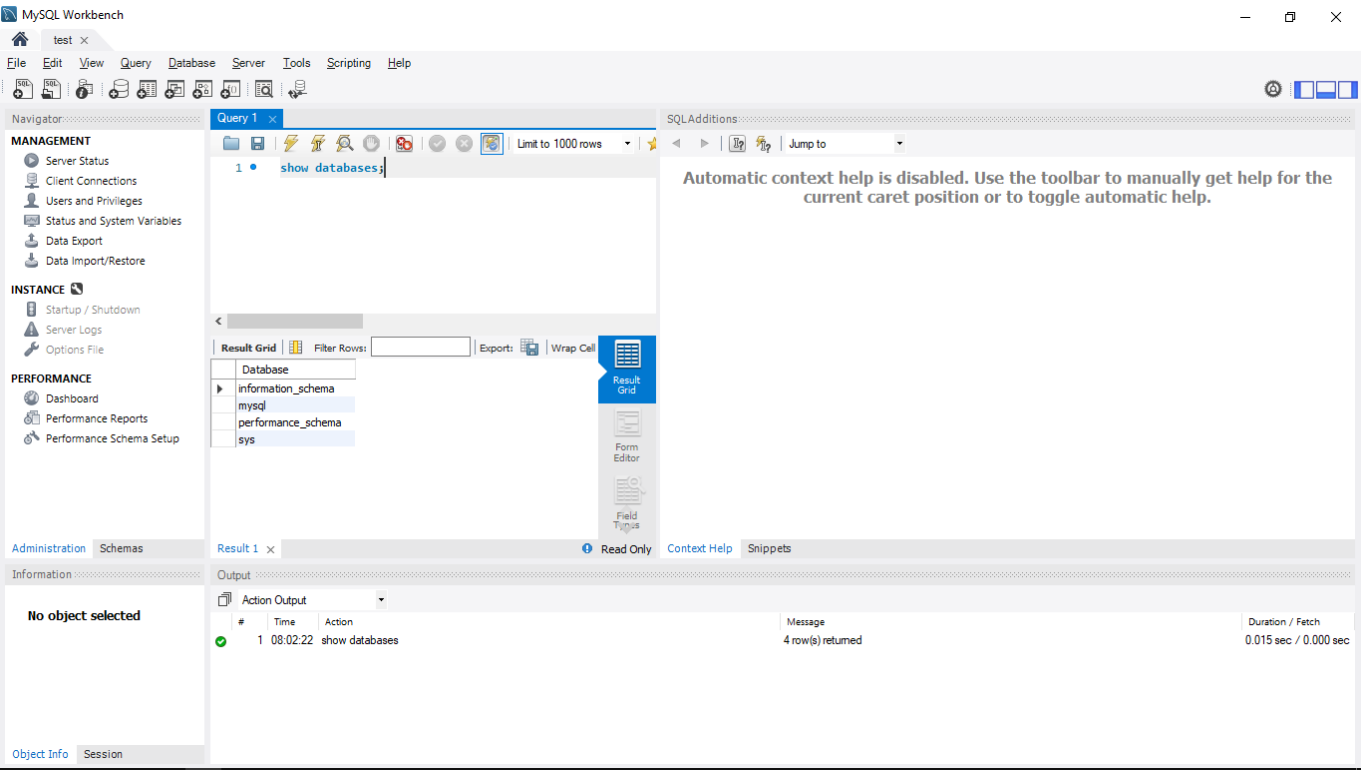 MySQL Workbench
test
File Edit View Query Database Server Tools Scripting Help
Navigator
MANAGEMENT
Server Status
Client Connections
Users and Privileges
Status and System Variables
Data Export
Data Import/Restore
INSTANCE
Startup / Shutdown
Server Logs
Options File
PERFORMANCE
Dashboard
Performance Reports
Performance Schema Setup
Administration Schemas
Query 1
Limit to 1000 rows
1 show databases;
Result Grid Filter Rows: Export: Wrap Cell
Database
information_schema
mysql
performance_schema
sys
Result
Grid
Form
Editor
Field
Types
Result 1 Read Only
SQLAdditions
Jump to
Automatic context help is disabled. Use the toolbar to manually get help for the
current caret position or to toggle automatic help.
Context Help Snippets
Information
No object selected
Object Info Session
Output
Action Output
# Time Action Message Duration / Fetch
1 08:02:22 show databases 4 row(s) returned 0.015 sec / 0.000 sec